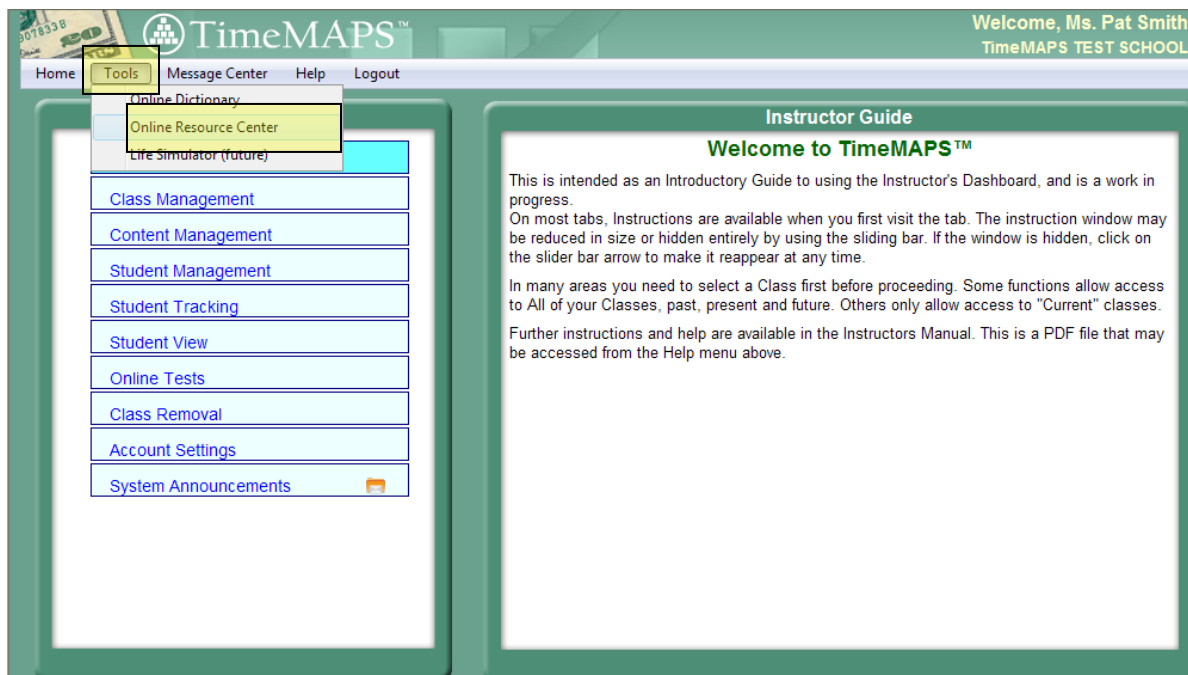 TimeMAPS™
Welcome, Ms. Pat Smith
TimeMAPS TEST SCHOOL
Home Tools Message Center Help Logout
Online Dictionary
Online Resource Center
Life Simulator (future)
Class Management
Content Management
Student Management
Student Tracking
Student View
Online Tests
Class Removal
Account Settings
System Announcements
Instructor Guide
Welcome to TimeMAPS™
This is intended as an Introductory Guide to using the Instructor's Dashboard, and is a work in
progress.
On most tabs, Instructions are available when you first visit the tab. The instruction window may
be reduced in size or hidden entirely by using the sliding bar. If the window is hidden, click on
the slider bar arrow to make it reappear at any time.
In many areas you need to select a Class first before proceeding. Some functions allow access
to All of your Classes, past, present and future. Others only allow access to "Current" classes.
Further instructions and help are available in the Instructors Manual. This is a PDF file that may
be accessed from the Help menu above.